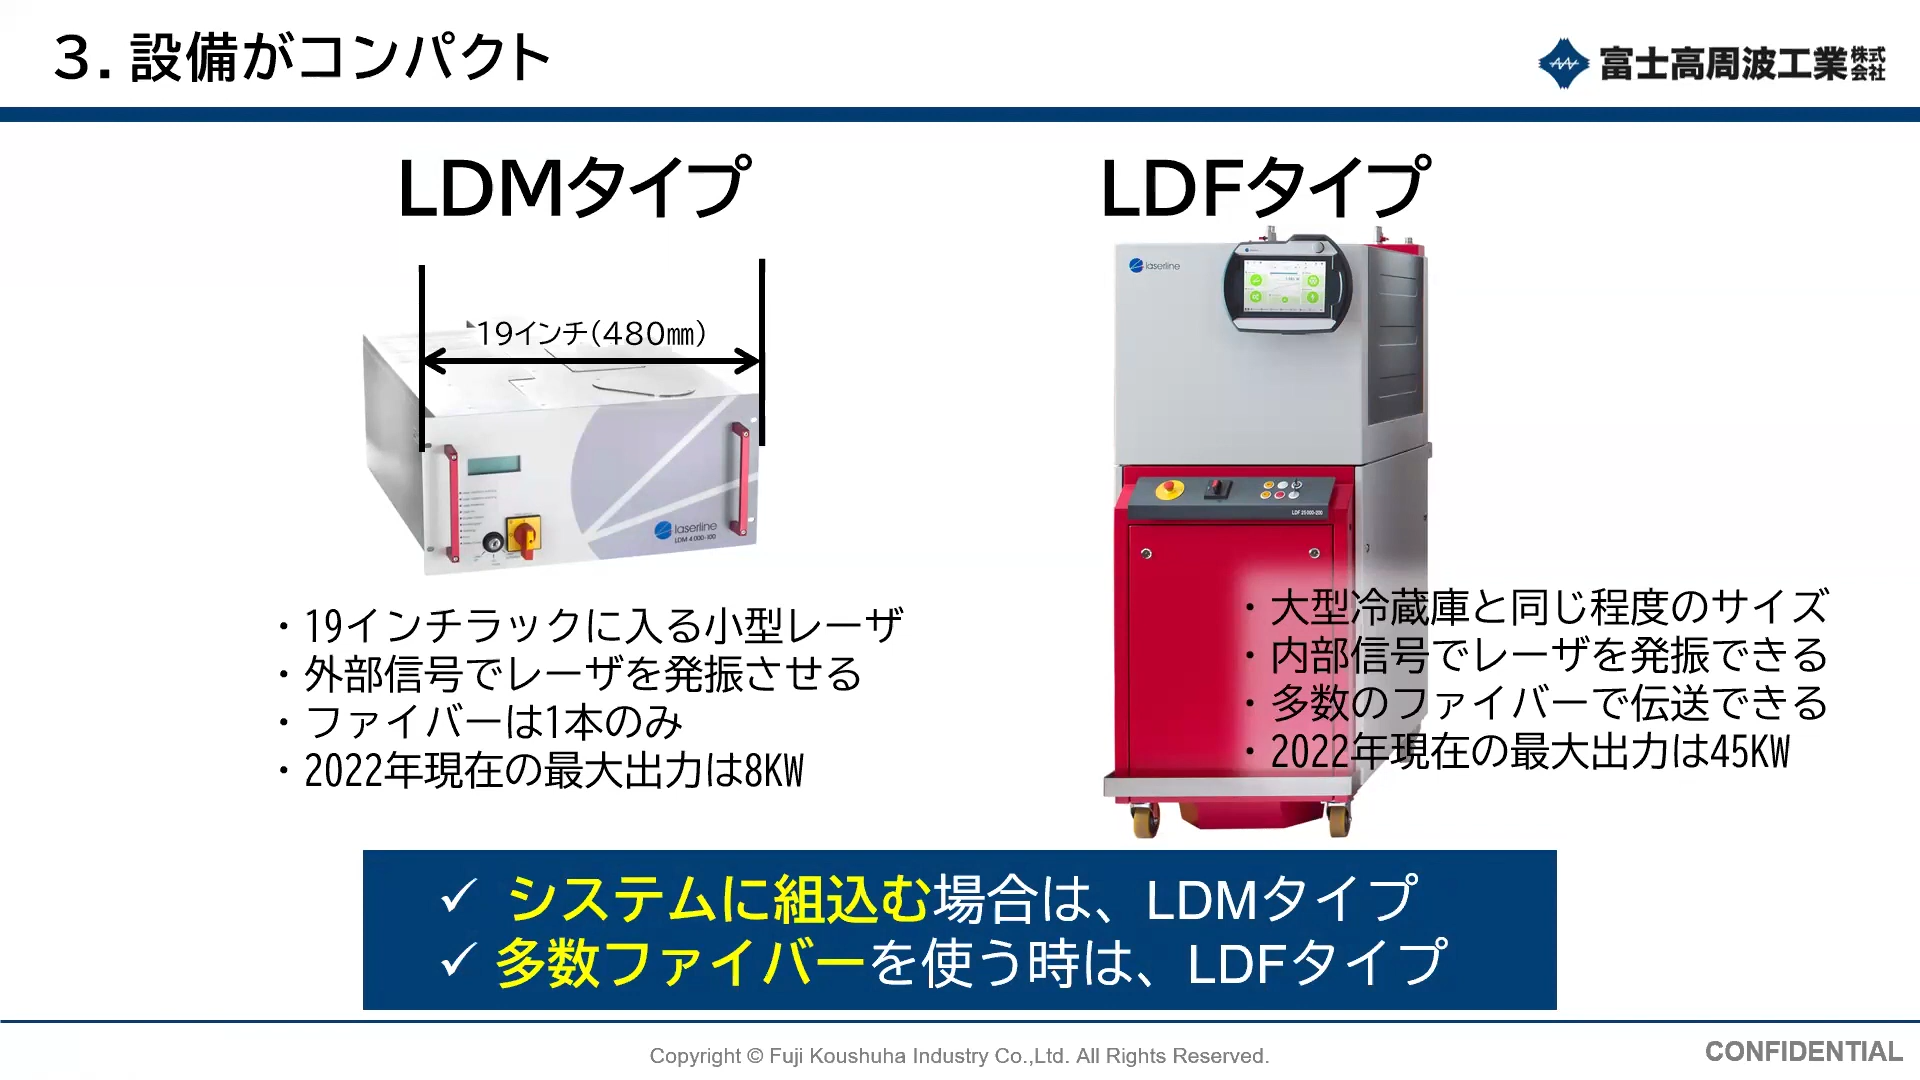 3. 設備がコンパクト
富士高周波工業株式会社
LDMタイプ
LDFタイプ
19インチ(480㎜)
laserline
LDM 4000-100
laserline
LDF 25000-200
・19インチラックに入る小型レーザ
・外部信号でレーザを発振させる
・ファイバーは1本のみ
・2022年現在の最大出力は8KW
・大型冷蔵庫と同じ程度のサイズ
・内部信号でレーザを発振できる
・多数のファイバーで伝送できる
・2022年現在の最大出力は45KW
✓ システムに組込む場合は、LDMタイプ
✓ 多数ファイバーを使う時は、LDFタイプ
Copyright © Fuji Koushuha Industry Co.,Ltd. All Rights Reserved.
CONFIDENTIAL